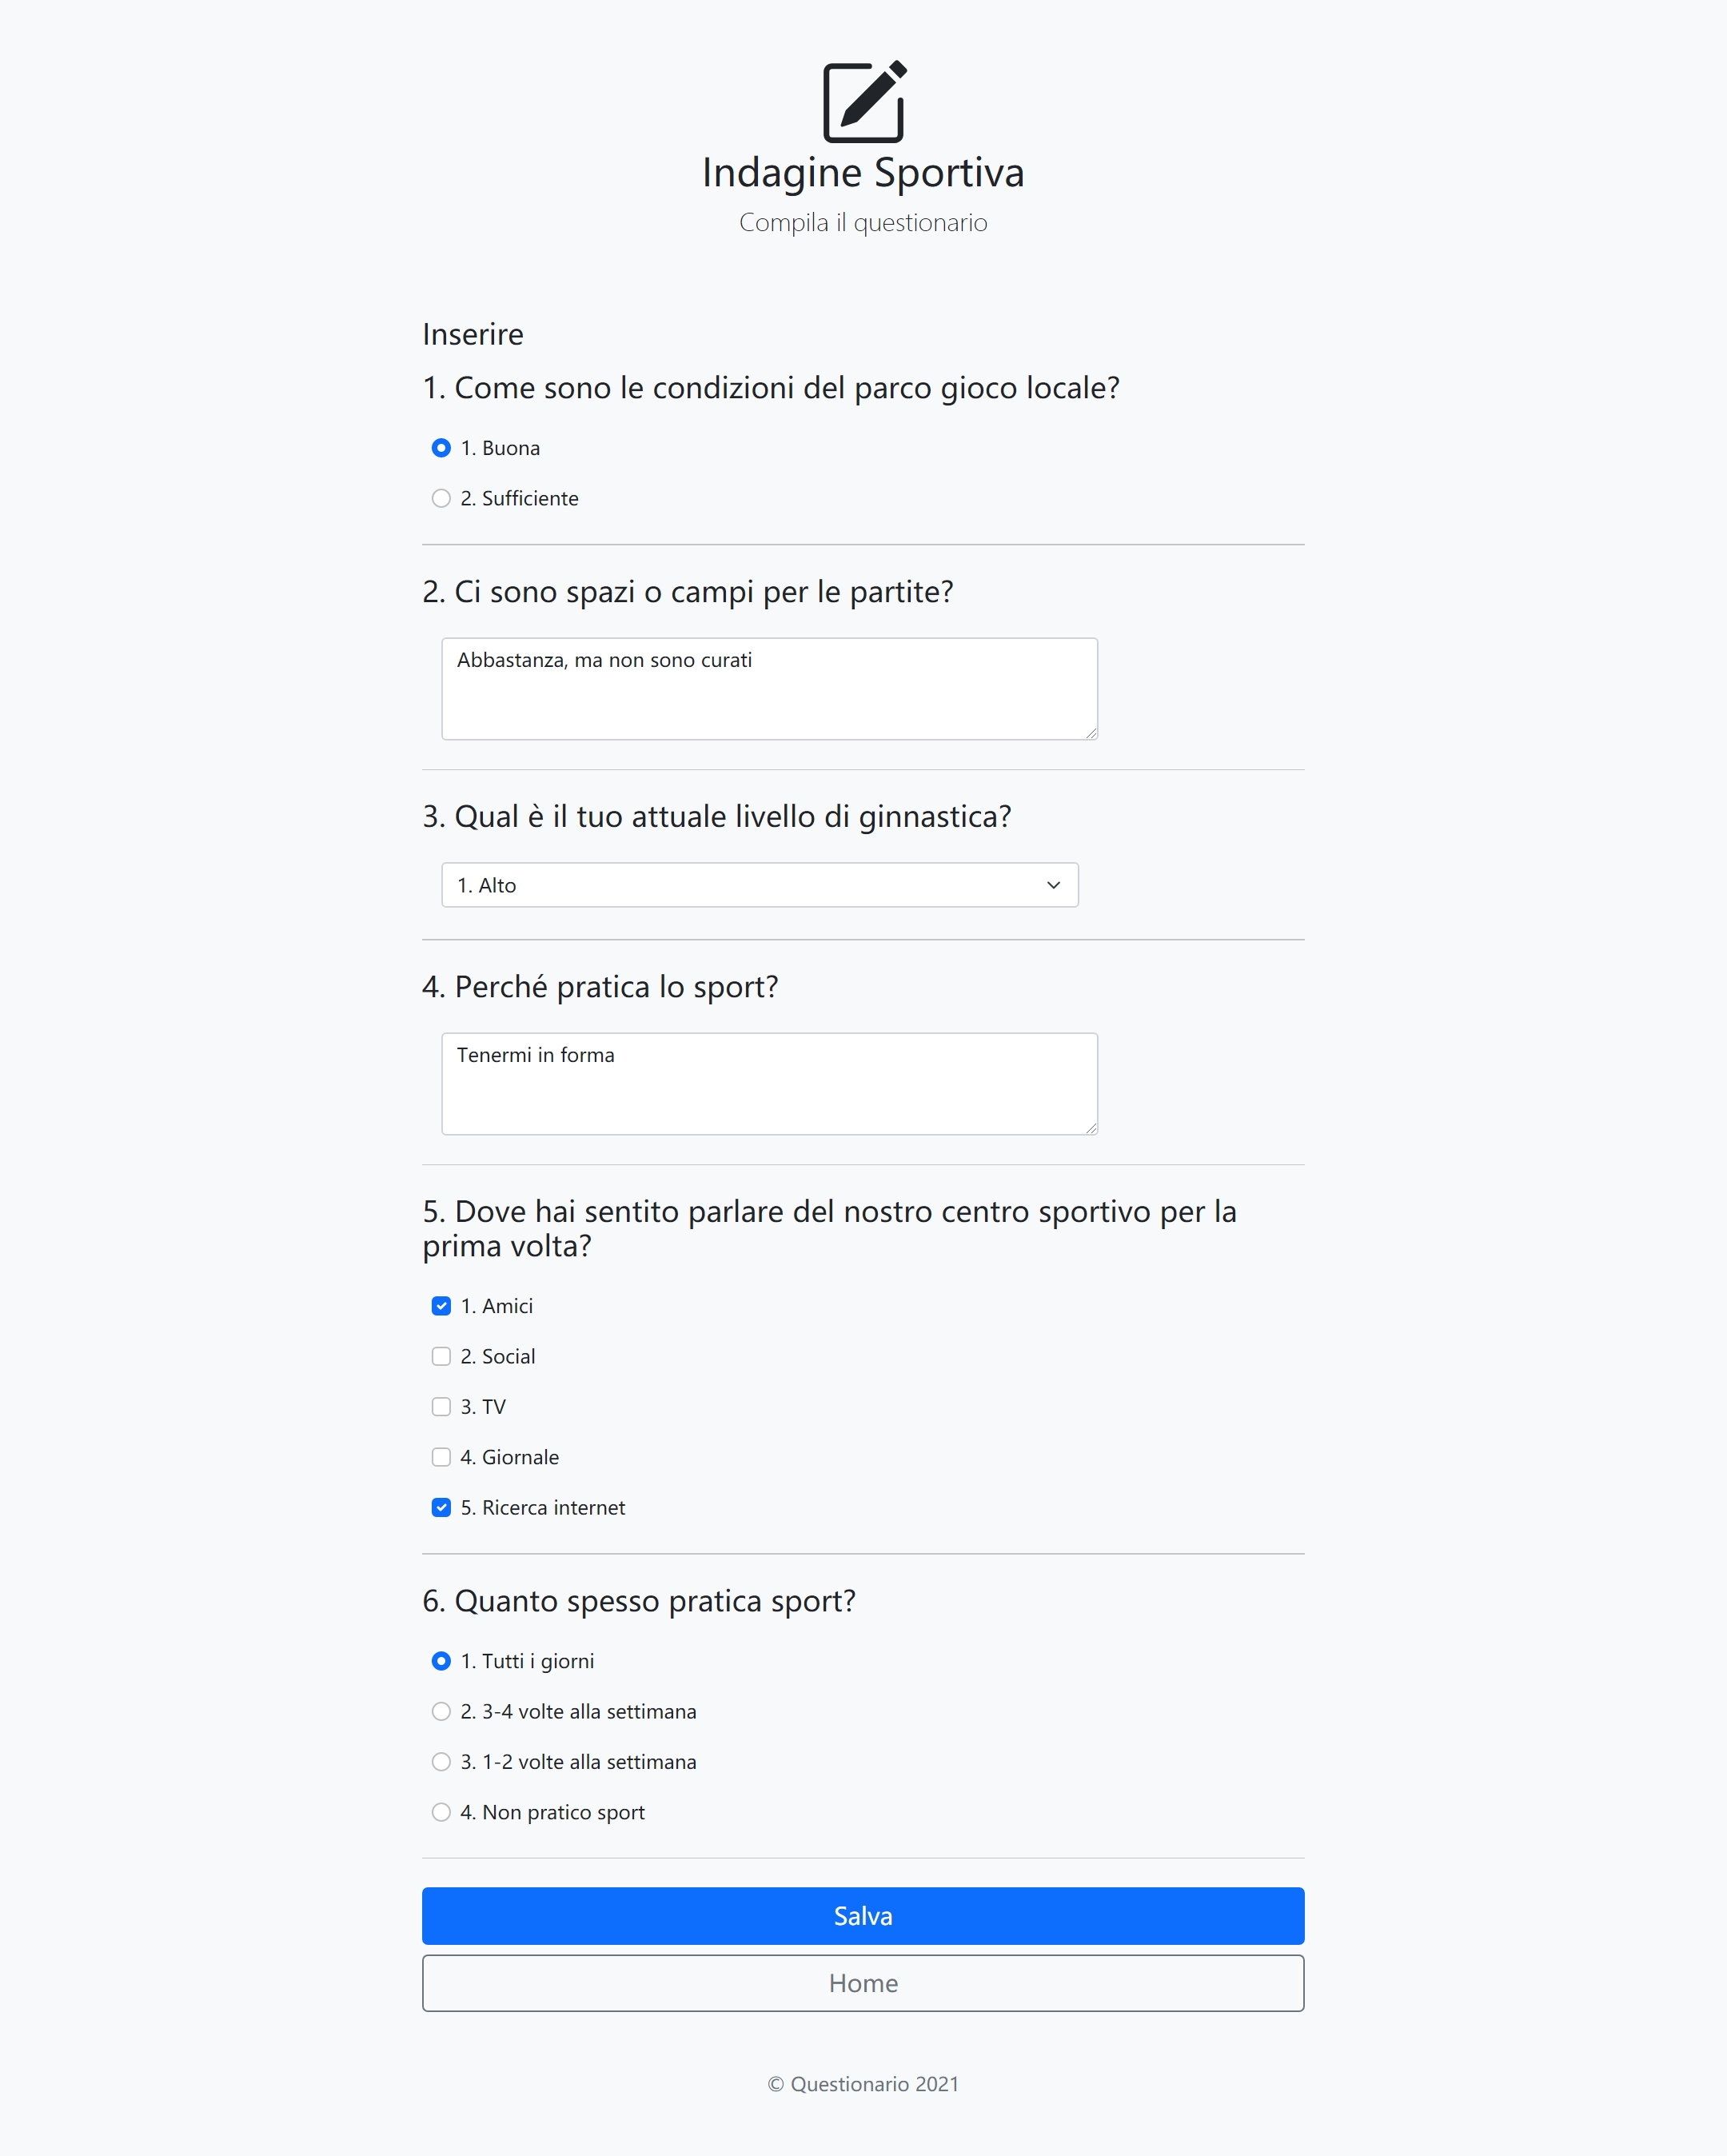 Indagine Sportiva
Compila il questionario
Inserire
1. Come sono le condizioni del parco gioco locale?
1. Buona
2. Sufficiente
2. Ci sono spazi o campi per le partite?
Abbastanza, ma non sono curati
3. Qual è il tuo attuale livello di ginnastica?
1. Alto
4. Perché pratica lo sport?
Tenermi in forma
5. Dove hai sentito parlare del nostro centro sportivo per la
prima volta?
1. Amici
2. Social
3. TV
4. Giornale
5. Ricerca internet
6. Quanto spesso pratica sport?
1. Tutti i giorni
2. 3-4 volte alla settimana
3. 1-2 volte alla settimana
4. Non pratico sport
Salva
Home
© Questionario 2021